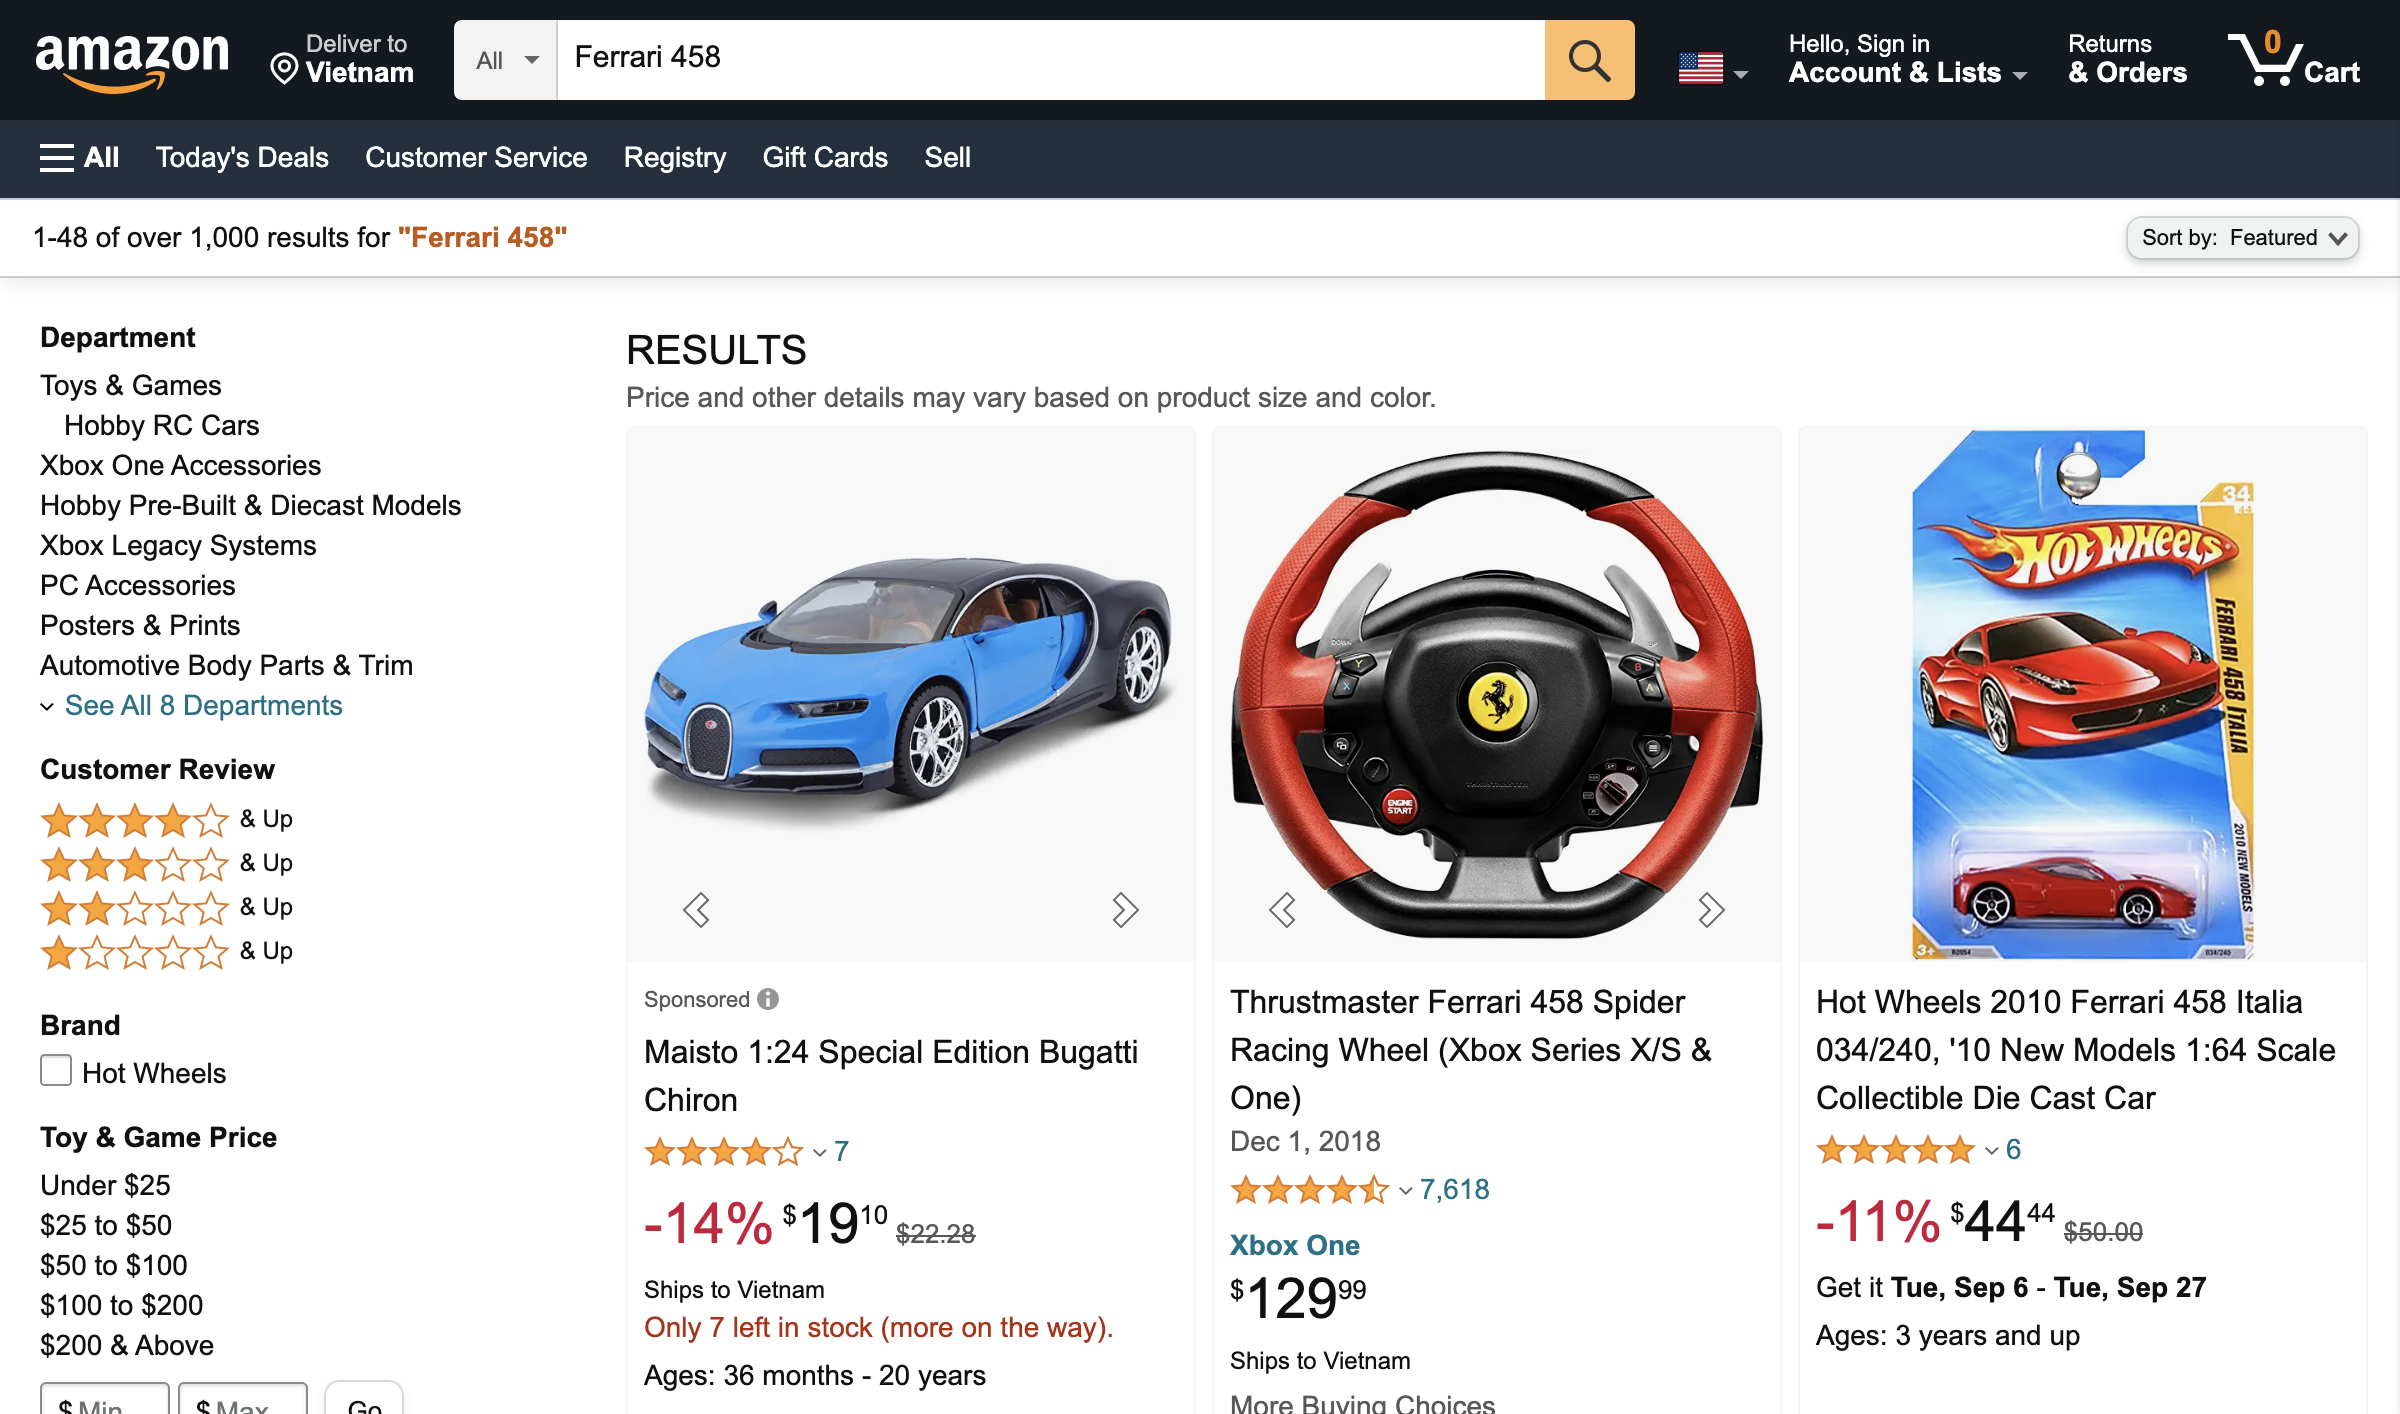 amazon
Deliver to
Vietnam
All
Ferrari 458
Hello, Sign in
Account & Lists
Returns
& Orders
0
Cart
All
Today's Deals
Customer Service
Registry
Gift Cards
Sell
1-48 of over 1,000 results for "Ferrari 458"
Sort by: Featured
Department
Toys & Games
Hobby RC Cars
Xbox One Accessories
Hobby Pre-Built & Diecast Models
Xbox Legacy Systems
PC Accessories
Posters & Prints
Automotive Body Parts & Trim
See All 8 Departments
Customer Review
& Up
& Up
& Up
& Up
Brand
Hot Wheels
Toy & Game Price
Under $25
$25 to $50
$50 to $100
$100 to $200
$200 & Above
$ Min
$ Max
Go
RESULTS
Price and other details may vary based on product size and color.
Sponsored
Maisto 1:24 Special Edition Bugatti
Chiron
7
-14% $1910 $22.28
Ships to Vietnam
Only 7 left in stock (more on the way).
Ages: 36 months - 20 years
DOWN
Y
X
B
A
ENGINE
START
THRUSTMASTER
Thrustmaster Ferrari 458 Spider
Racing Wheel (Xbox Series X/S &
One)
Dec 1, 2018
7,618
Xbox One
$12999
Ships to Vietnam
More Buying Choices
34
HOT WHEELS
FERRARI 458 ITALIA
2010 NEW MODELS
3+
034/240
Hot Wheels 2010 Ferrari 458 Italia
034/240, '10 New Models 1:64 Scale
Collectible Die Cast Car
6
-11% $4444 $50.00
Get it Tue, Sep 6 - Tue, Sep 27
Ages: 3 years and up